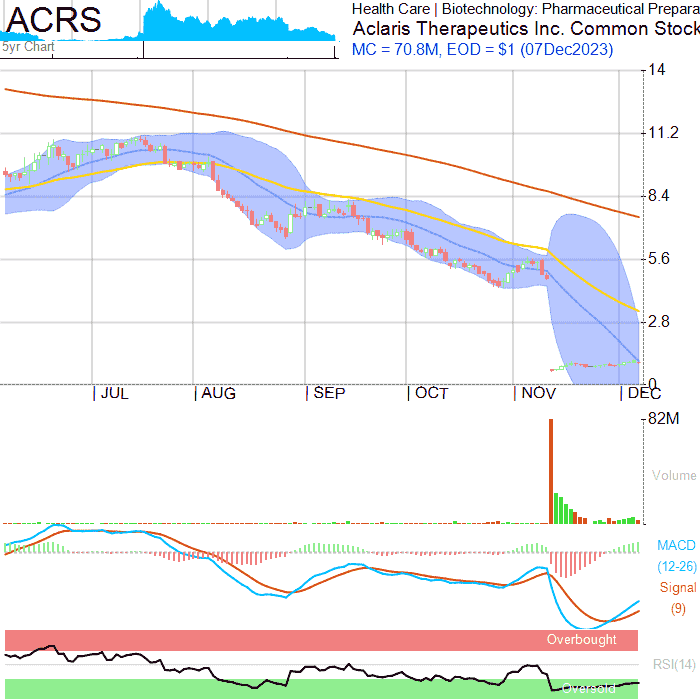 ACRS
5yr Chart
Health Care | Biotechnology: Pharmaceutical Prepara
Aclaris Therapeutics Inc. Common Stock
MC = 70.8M, EOD = $1 (07Dec2023)
14
11.2
8.4
5.6
2.8
0
JUL AUG SEP OCT NOV DEC
82M
Volume
MACD
(12-26)
Signal
(9)
Overbought
RSI(14)
Oversold